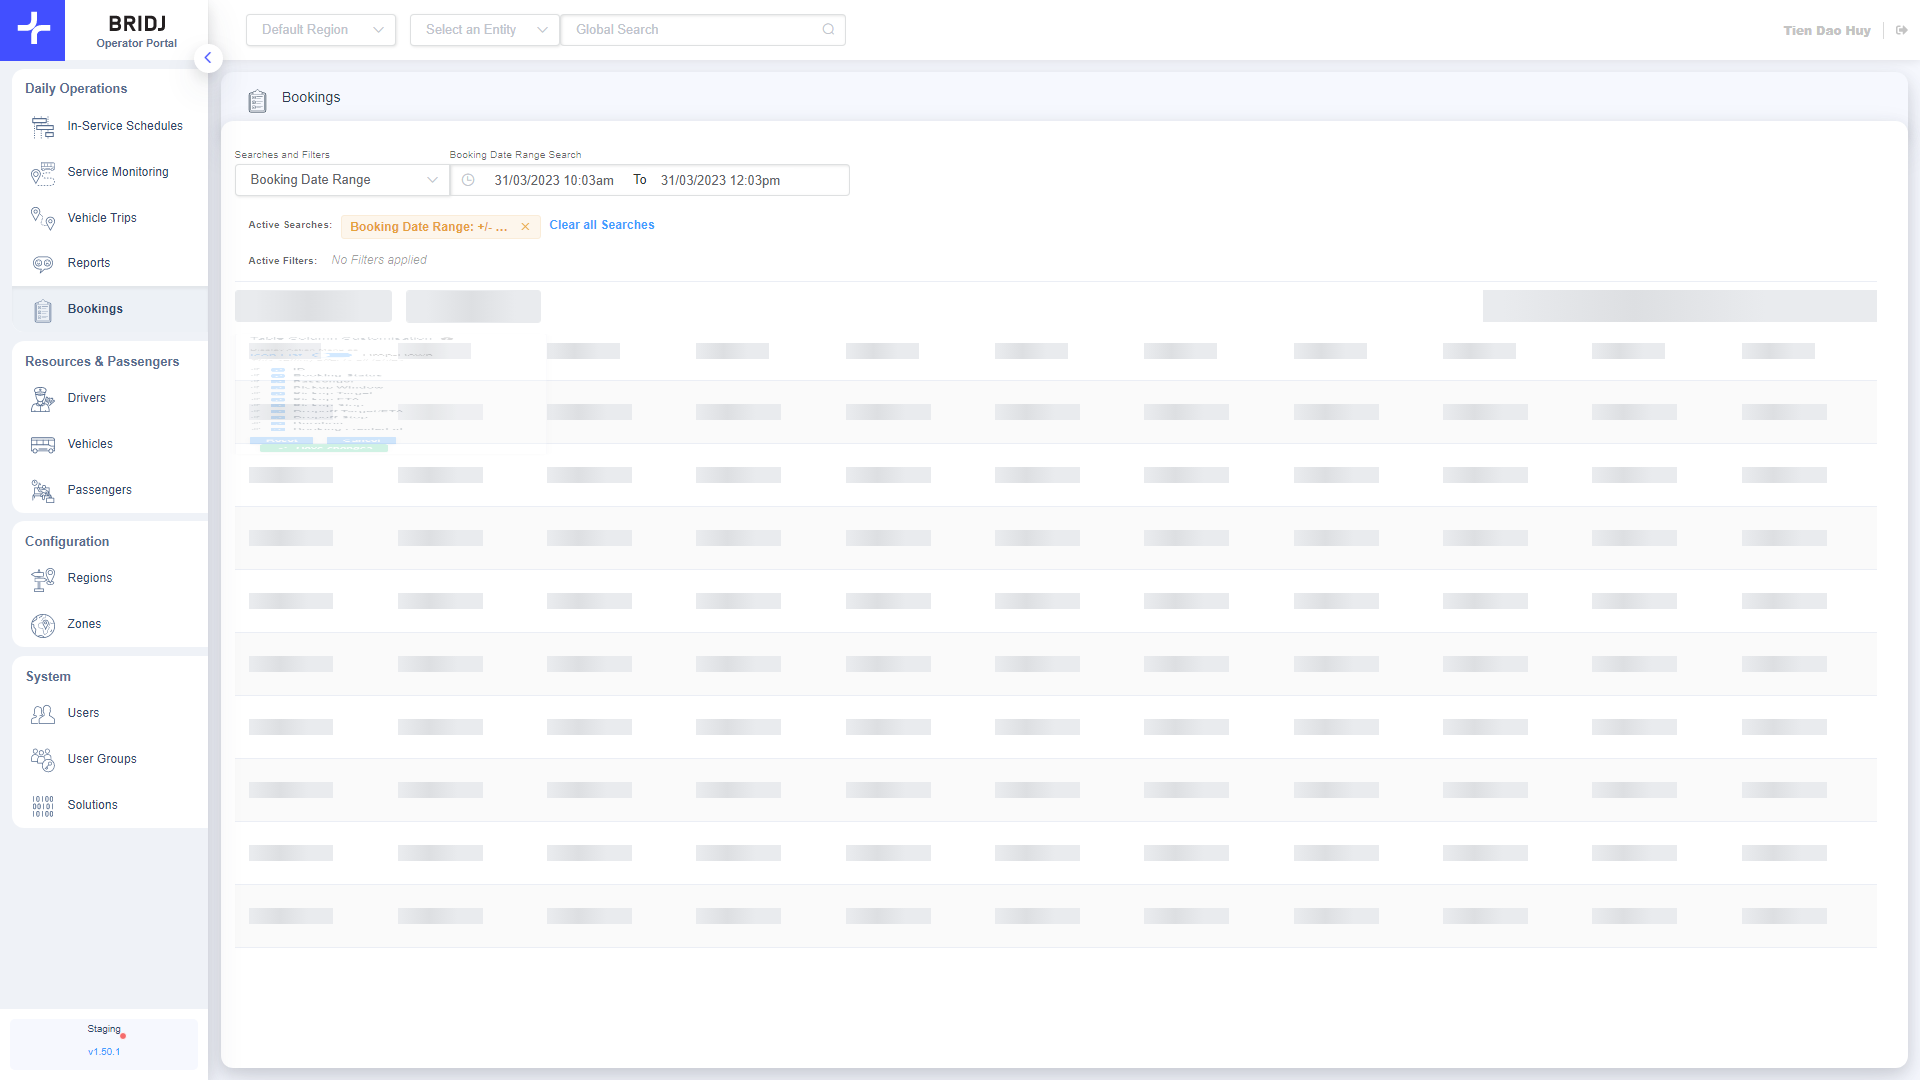 BRIDJ
Operator Portal
Default Region
Select an Entity
Global Search
Tien Dao Huy
Daily Operations
In-Service Schedules
Service Monitoring
Vehicle Trips
Reports
Bookings
Resources & Passengers
Drivers
Vehicles
Passengers
Configuration
Regions
Zones
System
Users
User Groups
10100
00101
10100
Solutions
Staging
v1.50.1
Bookings
Searches and Filters
Booking Date Range Search
Booking Date Range
31/03/2023 10:03am To 31/03/2023 12:03pm
Active Searches: Booking Date Range: +/- ... Clear all Searches
Active Filters: No Filters applied